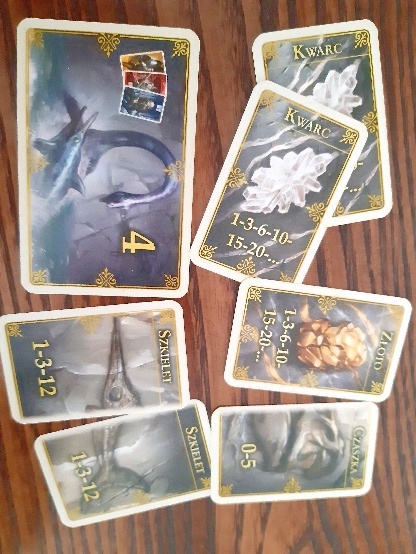 4
KWARC
KWARC
1-3-6-10-
15-20-...
ZŁOTO
1-3-6-10-
15-20-...
SZKIELET
1-3-12
SZKIELET
1-3-12
CZASZKA
0-5